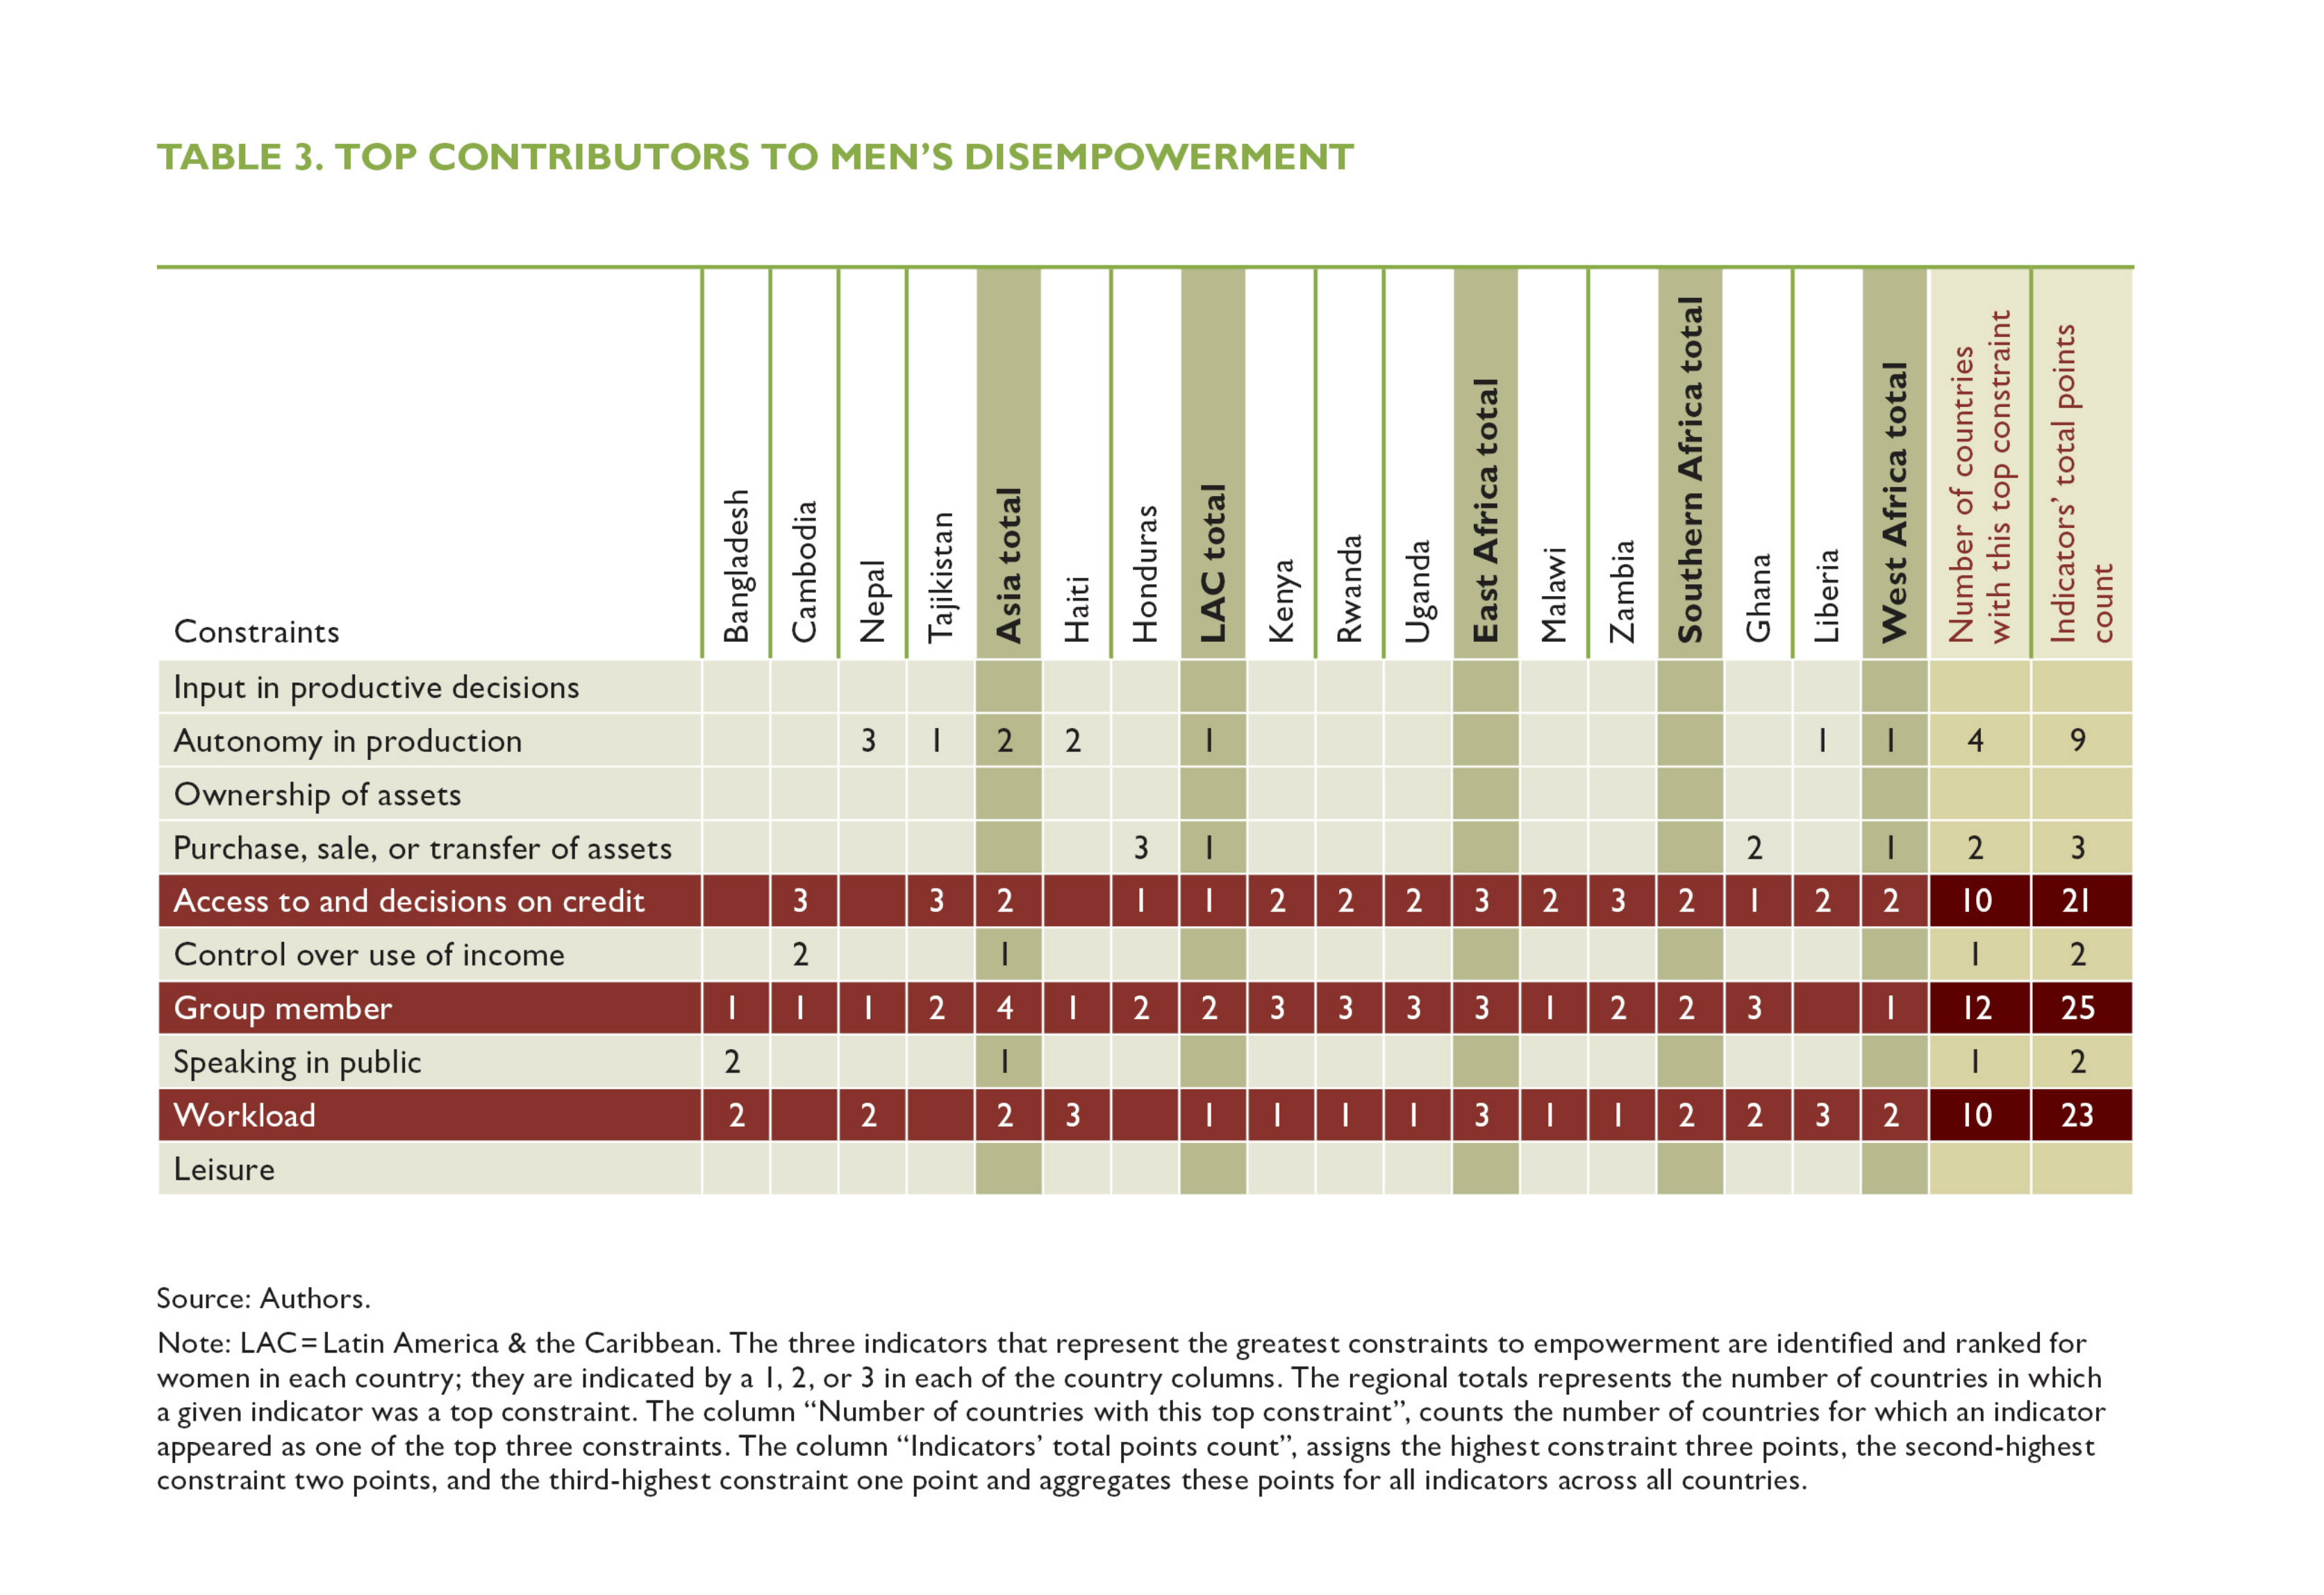 TABLE 3. TOP CONTRIBUTORS TO MEN'S DISEMPOWERMENT
Constraints Bangladesh Cambodia Nepal Tajikistan Asia total Haiti Honduras LAC total Kenya Rwanda Uganda East Africa total Malawi Zambia Southern Africa total Ghana Liberia West Africa total Number of countries with this top constraint Indicators' total points count
Input in productive decisions
Autonomy in production 3 1 2 2 1 1 1 4 9
Ownership of assets
Purchase, sale, or transfer of assets 3 1 2 1 2 3
Access to and decisions on credit 3 3 2 1 1 2 2 2 3 2 3 2 1 2 2 10 21
Control over use of income 2 1 1 2
Group member 1 1 1 2 4 1 2 2 3 3 3 3 1 2 2 3 1 12 25
Speaking in public 2 1 1 2
Workload 2 2 2 3 1 1 1 1 3 1 1 2 2 3 2 10 23
Leisure
Source: Authors.
Note: LAC=Latin America & the Caribbean. The three indicators that represent the greatest constraints to empowerment are identified and ranked for
women in each country; they are indicated by a 1, 2, or 3 in each of the country columns. The regional totals represents the number of countries in which
a given indicator was a top constraint. The column “Number of countries with this top constraint”, counts the number of countries for which an indicator
appeared as one of the top three constraints. The column “Indicators’ total points count”, assigns the highest constraint three points, the second-highest
constraint two points, and the third-highest constraint one point and aggregates these points for all indicators across all countries.